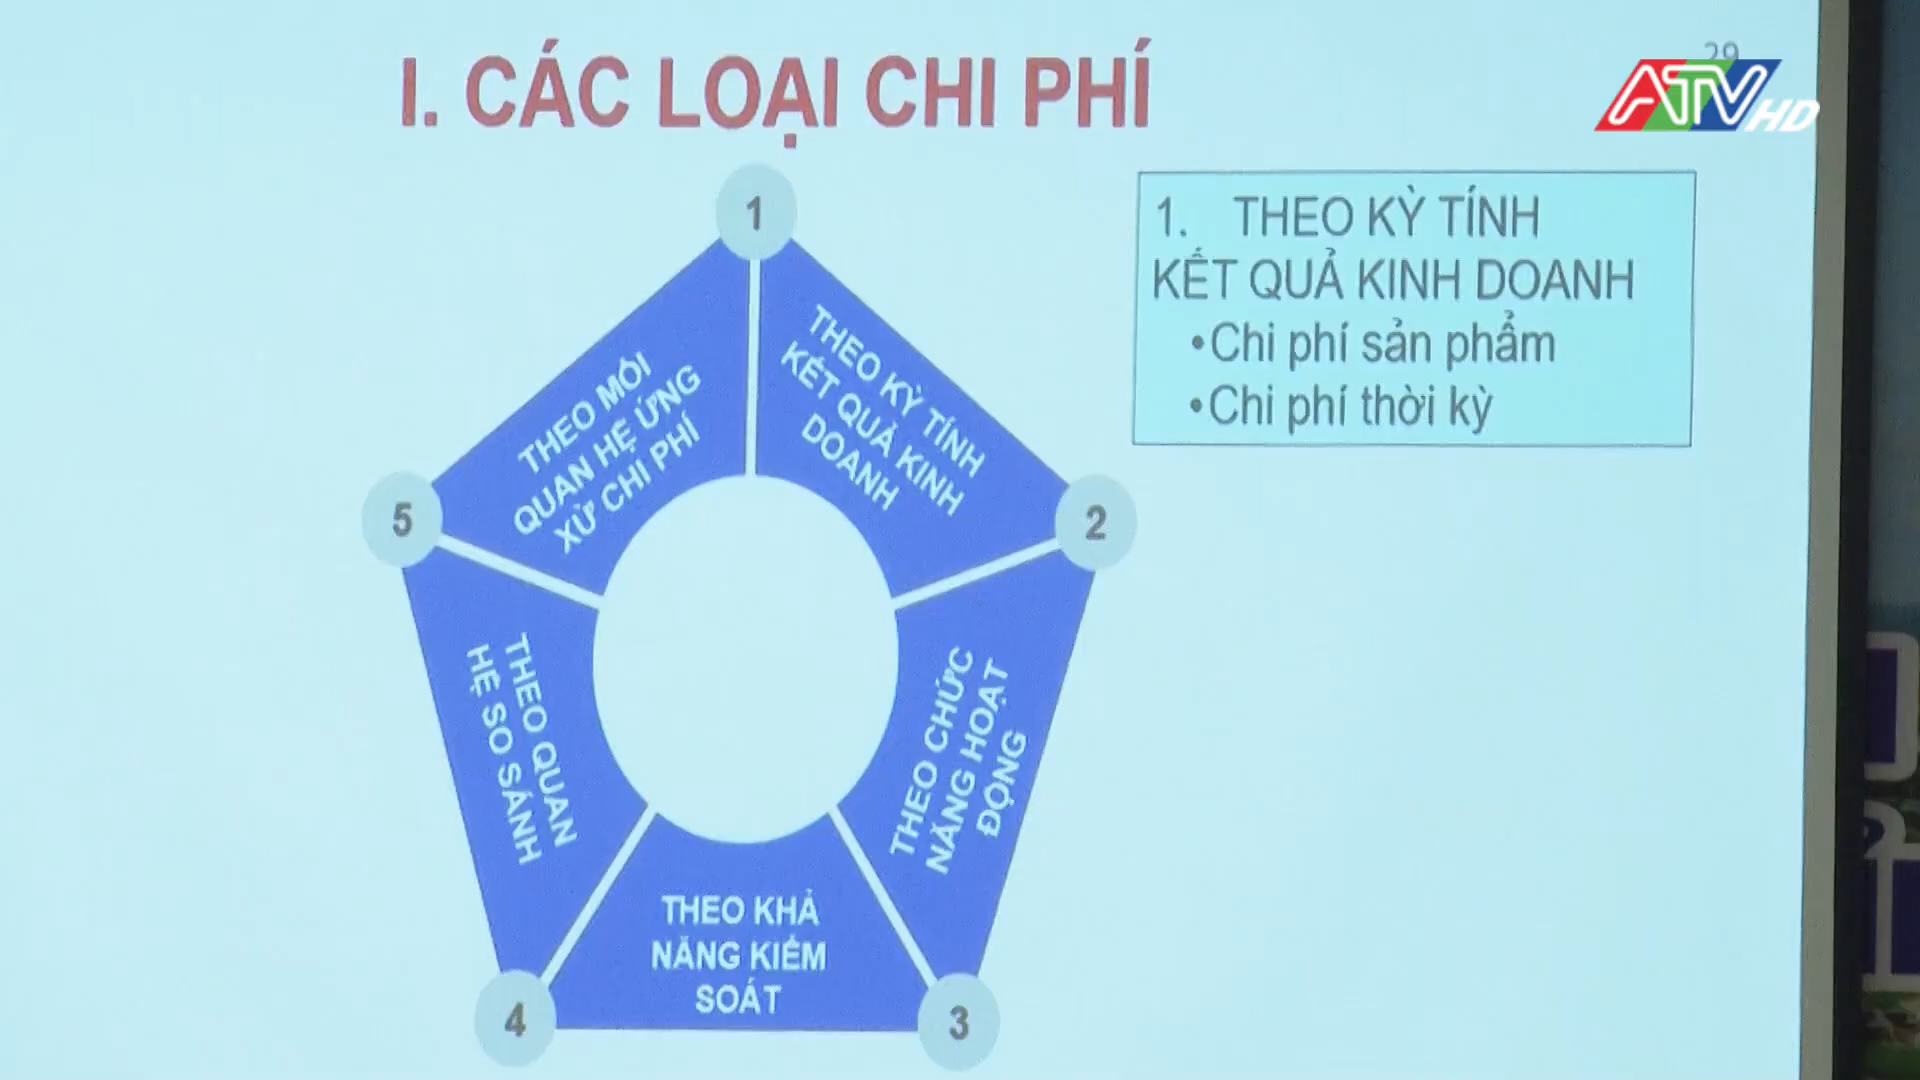 I. CÁC LOẠI CHI PHÍ
29
ATVHD
1. THEO KỲ TÍNH
KẾT QUẢ KINH DOANH
•Chi phí sản phẩm
•Chi phí thời kỳ
1
THEO KỲ TÍNH
KẾT QUẢ KINH
DOANH
2
THEO CHỨC
NĂNG HOẠT
ĐỘNG
3
THEO KHẢ
NĂNG KIỂM
SOÁT
4
THEO QUAN
HỆ SO SÁNH
5
THEO MỐI
QUAN HỆ ỨNG
XỬ CHI PHÍ